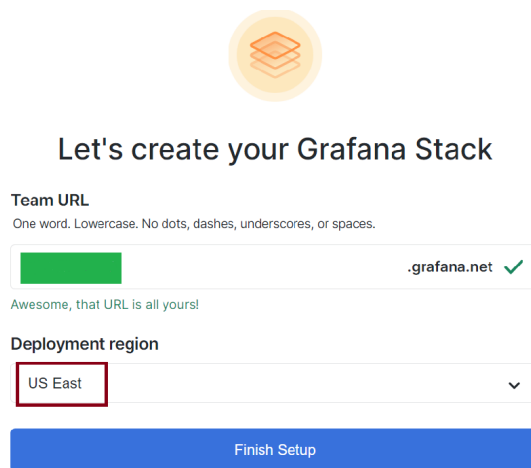 Let's create your Grafana Stack
Team URL
One word. Lowercase. No dots, dashes, underscores, or spaces.
.grafana.net
Awesome, that URL is all yours!
Deployment region
US East
Finish Setup